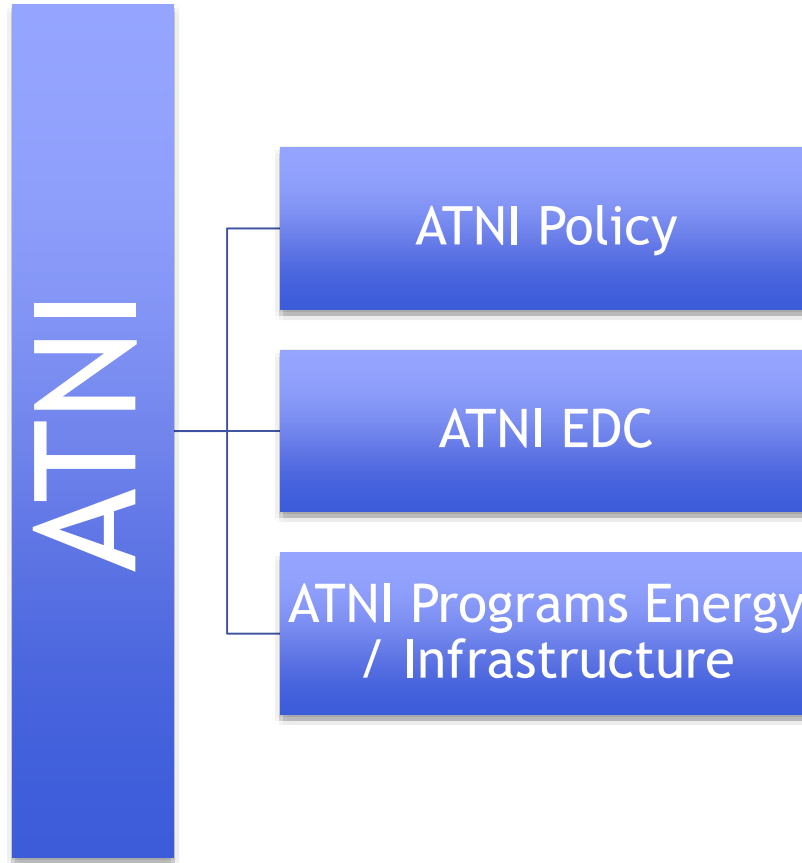 ATNI
ATNI Policy
ATNI EDC
ATNI Programs Energy
/ Infrastructure